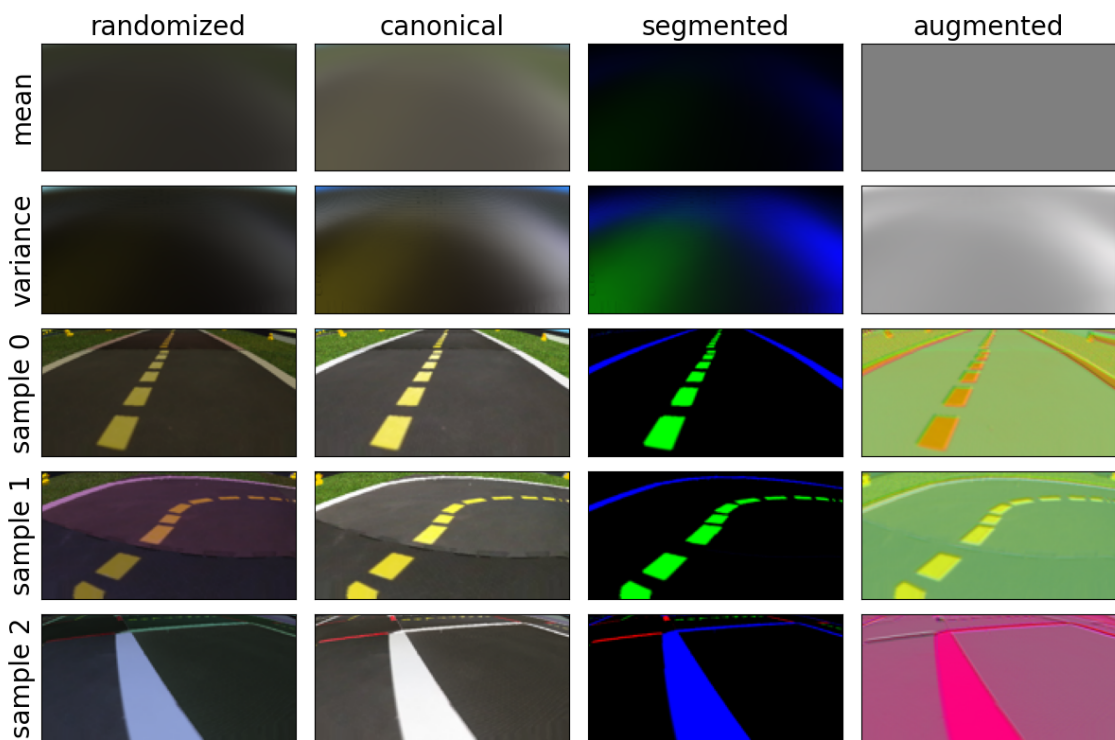 randomized canonical segmented augmented
mean
variance
sample 0
sample 1
sample 2